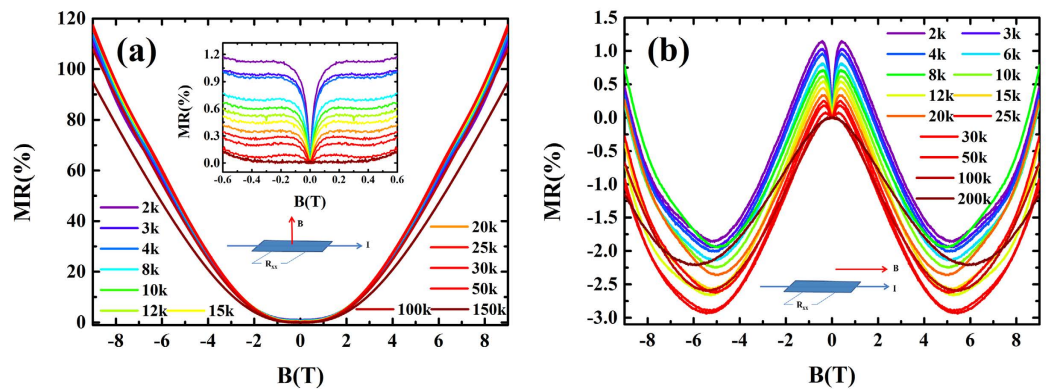 (a)
MR(%)
120
100
80
60
40
20
0
-8 -6 -4 -2 0 2 4 6 8
B(T)
MR(%)
1.2
0.9
0.6
0.3
0.0
-0.6 -0.4 -0.2 0.0 0.2 0.4 0.6
B(T)
B
I
Rxx
2k
3k
4k
8k
10k
12k 15k
20k
25k
30k
50k
100k 150k
(b)
MR(%)
1.5
1.0
0.5
0.0
-0.5
-1.0
-1.5
-2.0
-2.5
-3.0
-8 -6 -4 -2 0 2 4 6 8
B(T)
2k 3k
4k 6k
8k 10k
12k 15k
20k 25k
30k
50k
100k
200k
B
I
Rxx